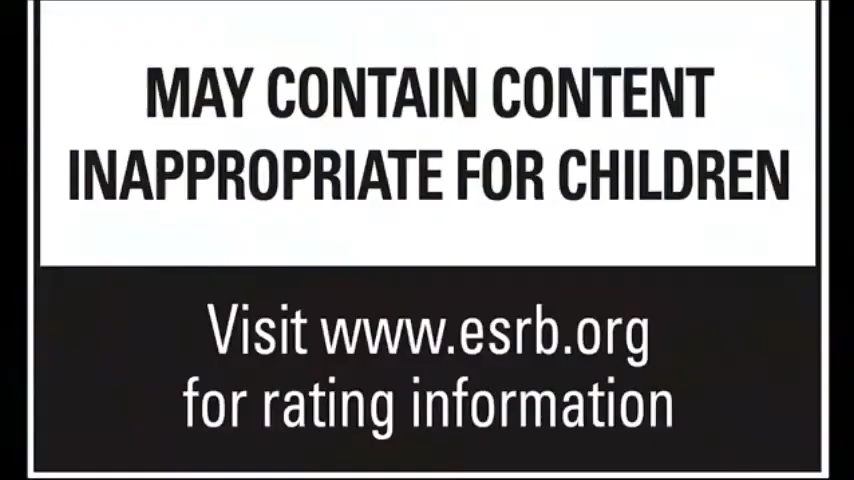 MAY CONTAIN CONTENT
INAPPROPRIATE FOR CHILDREN
Visit www.esrb.org
for rating information